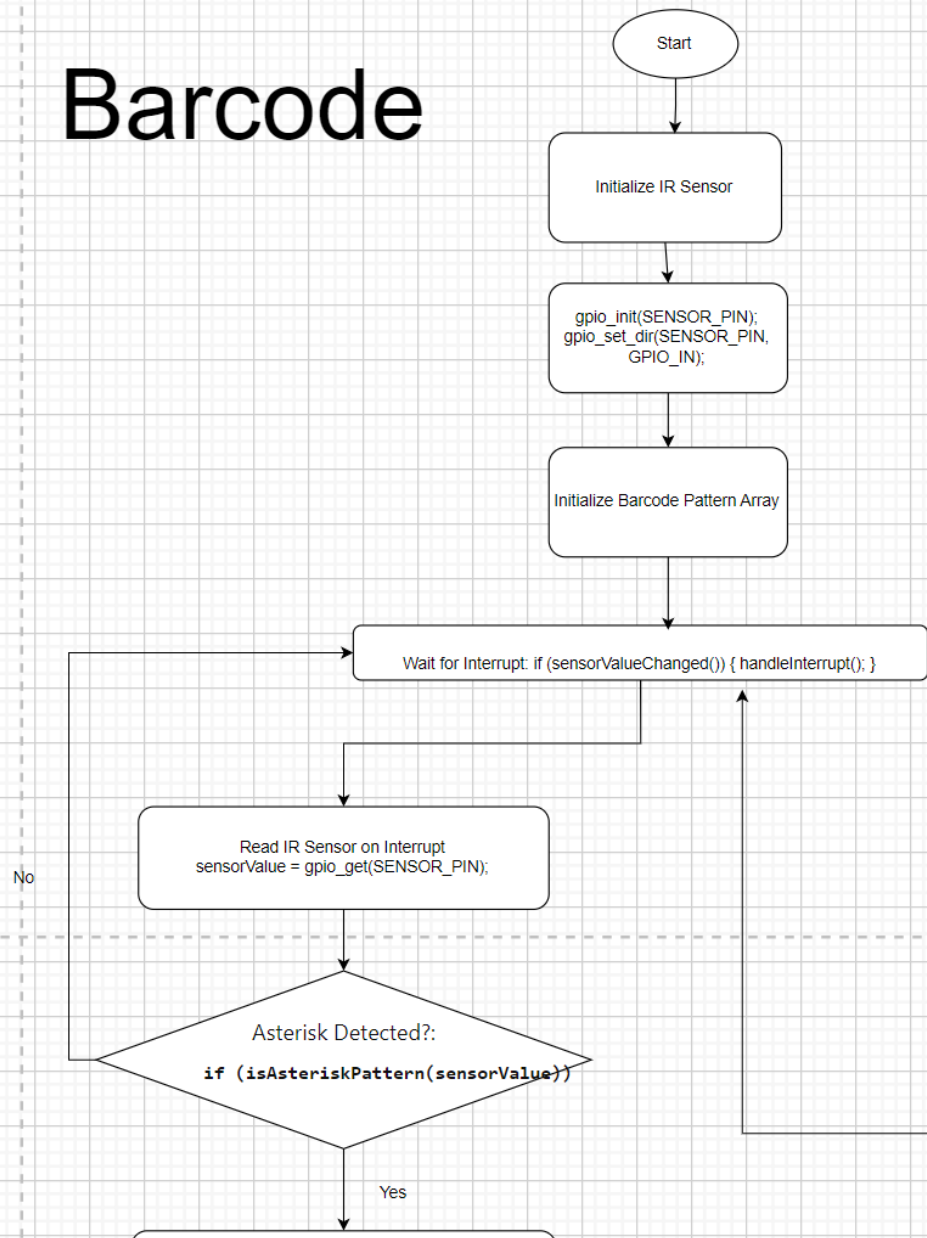 Barcode
Start
Initialize IR Sensor
gpio_init(SENSOR_PIN);
gpio_set_dir(SENSOR_PIN,
GPIO_IN);
Initialize Barcode Pattern Array
Wait for Interrupt: if (sensorValueChanged()) { handleInterrupt(); }
Read IR Sensor on Interrupt
sensorValue = gpio_get(SENSOR_PIN);
No
Asterisk Detected?:
if (isAsteriskPattern(sensorValue))
Yes